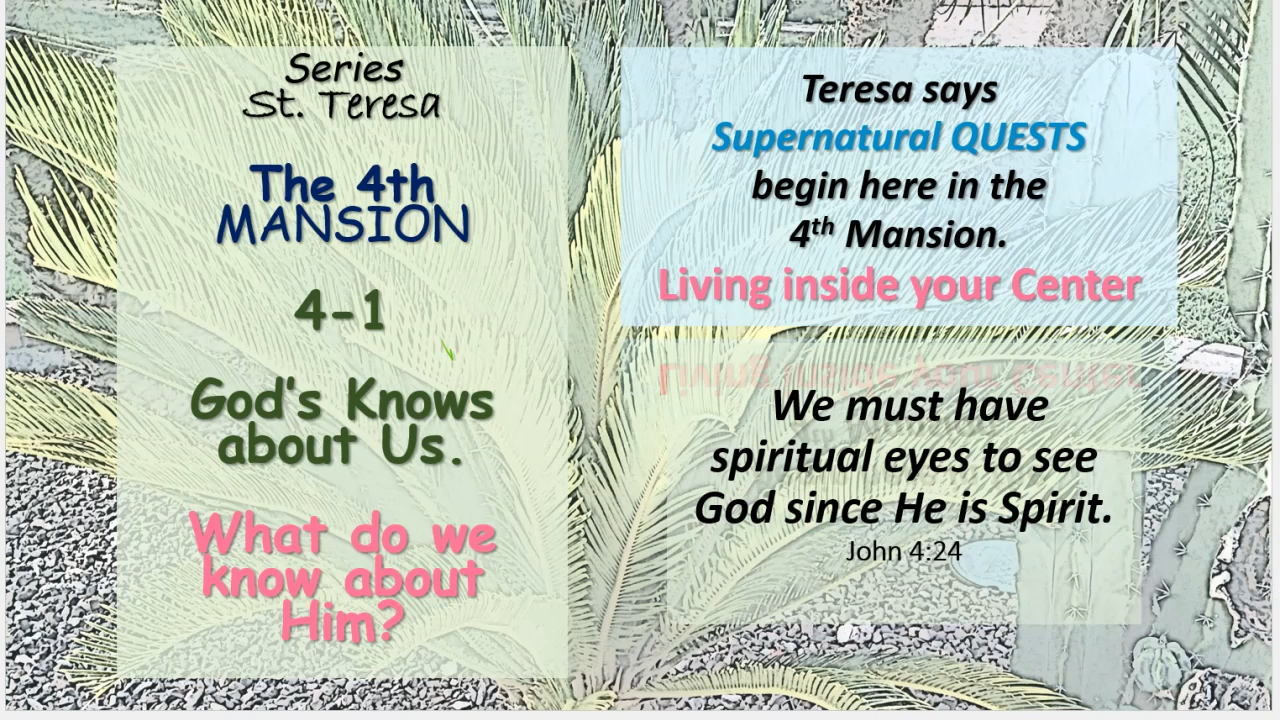 Series
St. Teresa
The 4th
MANSION
4-1
God's Knows
about Us.
What do we
know about
Him?
Teresa says
Supernatural QUESTS
begin here in the
4th Mansion.
Living inside your Center
We must have
spiritual eyes to see
God since He is Spirit.
John 4:24